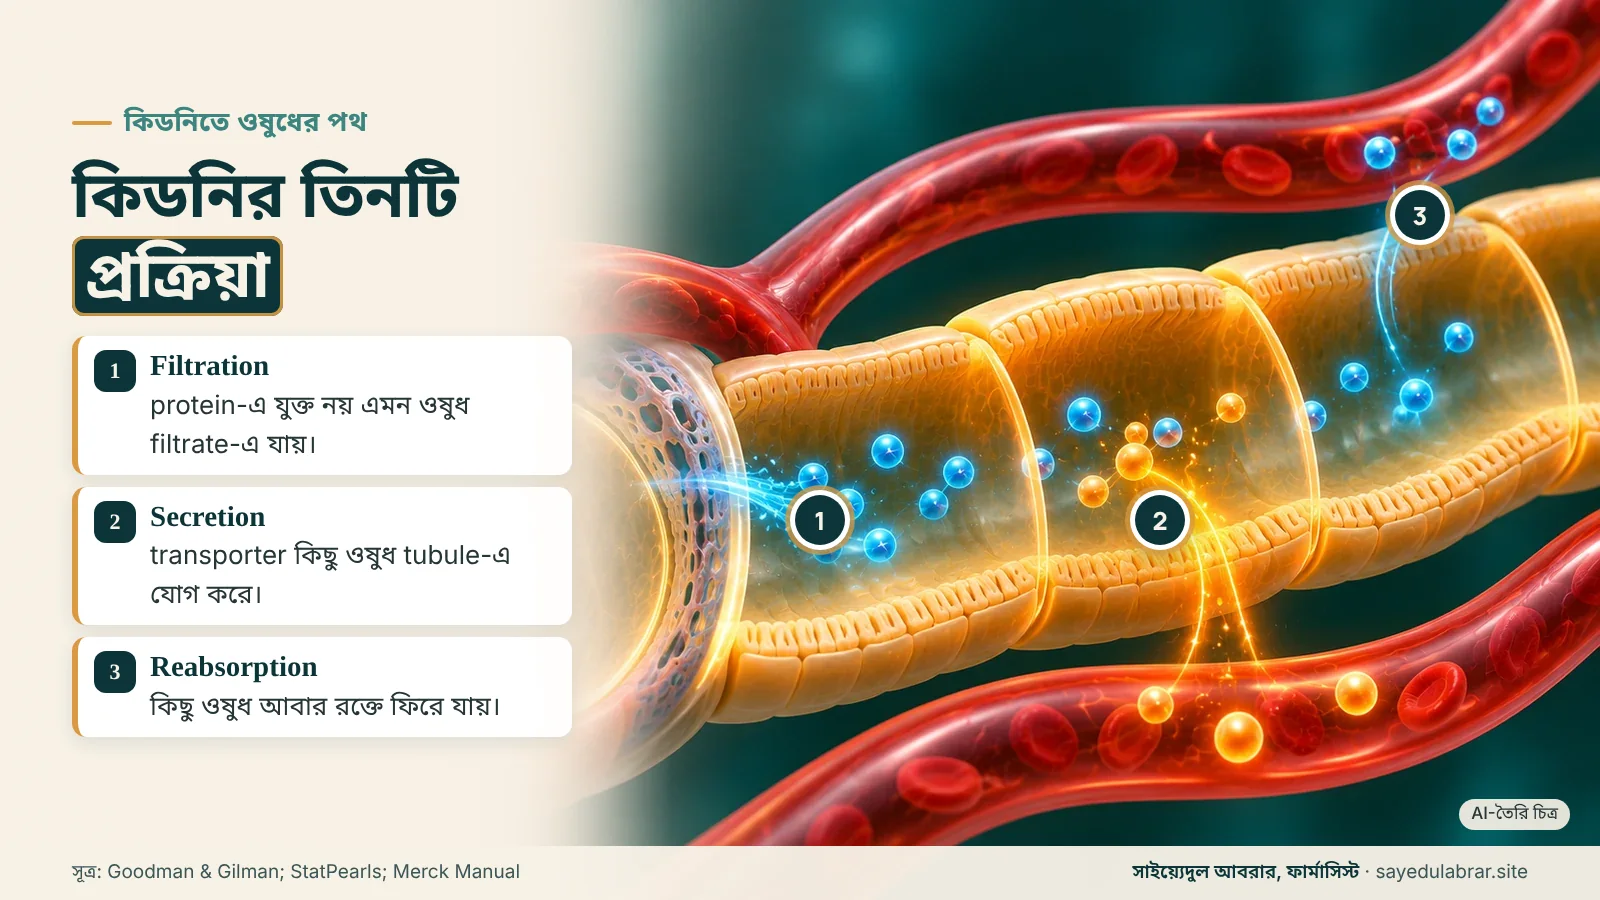 কিডনিতে ওষুধের পথ
কিডনির তিনটি
প্রক্রিয়া
1
Filtration
protein-এ যুক্ত নয় এমন ওষুধ
filtrate-এ যায়।
2
Secretion
transporter কিছু ওষুধ tubule-এ
যোগ করে।
3
Reabsorption
কিছু ওষুধ আবার রক্তে ফিরে যায়।
1
2
3
AI-তৈরি চিত্র
সূত্র: Goodman & Gilman; StatPearls; Merck Manual
সাইয়্যেদুল আবরার, ফার্মাসিস্ট · sayedulabrar.site